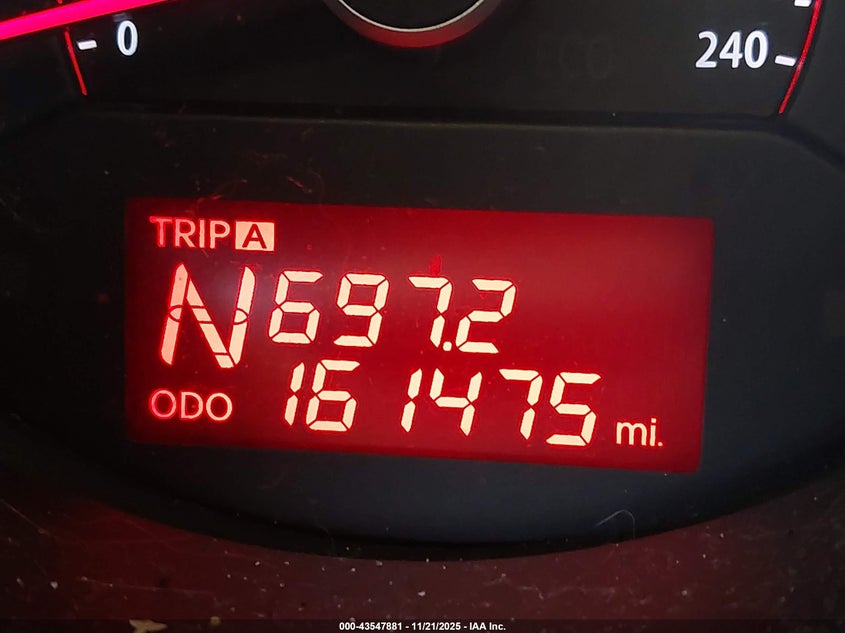 0
240
TRIP A
N 697.2
ODO 161475 mi.
000-43547881 - 11/21/2025 - IAA Inc.